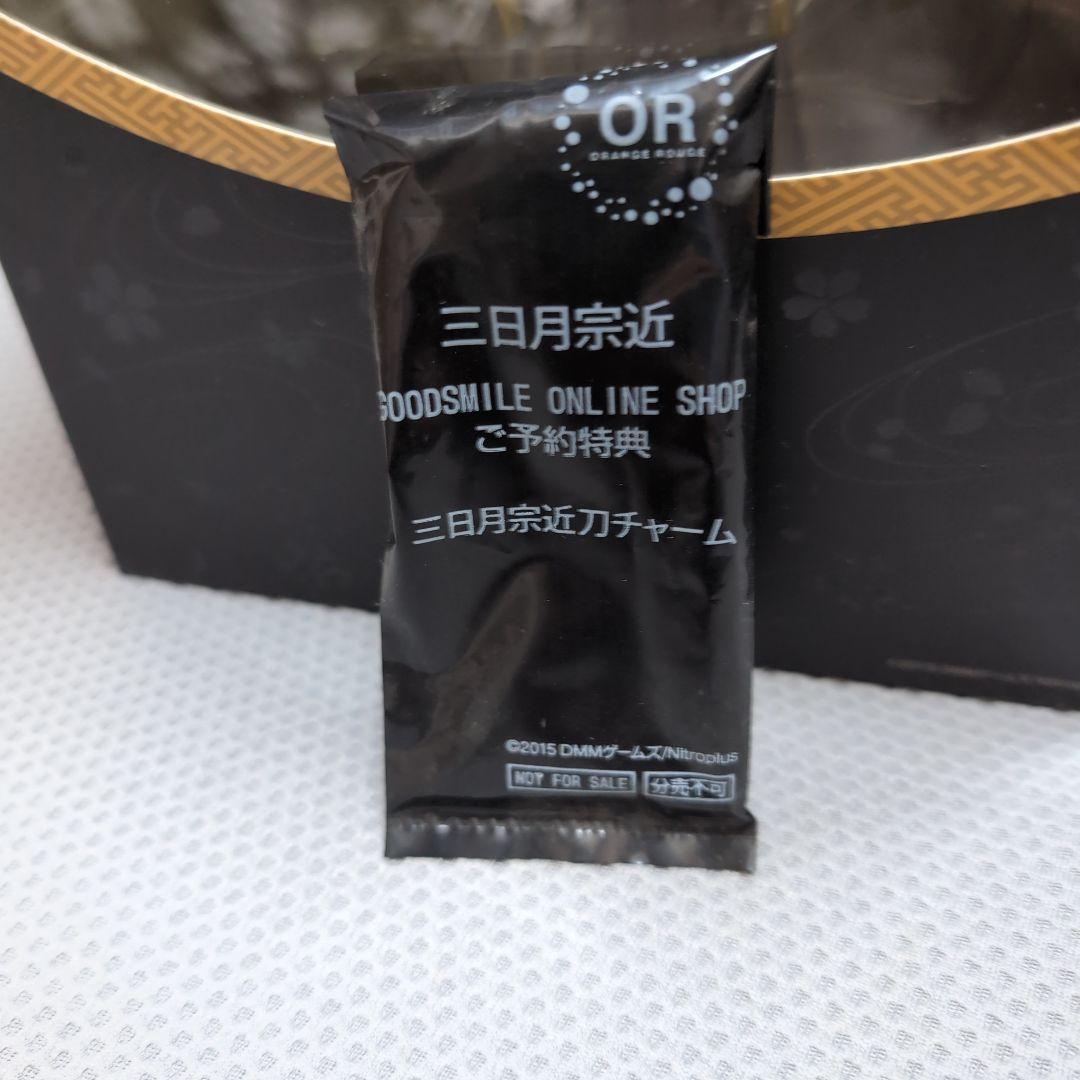 OR
ORANGE ROUGE
三日月宗近
GOODSMILE ONLINE SHOP
ご予約特典
三日月宗近刀チャーム
©2015 DMMゲームズ/Nitroplus
NOT FOR SALE 分売不可